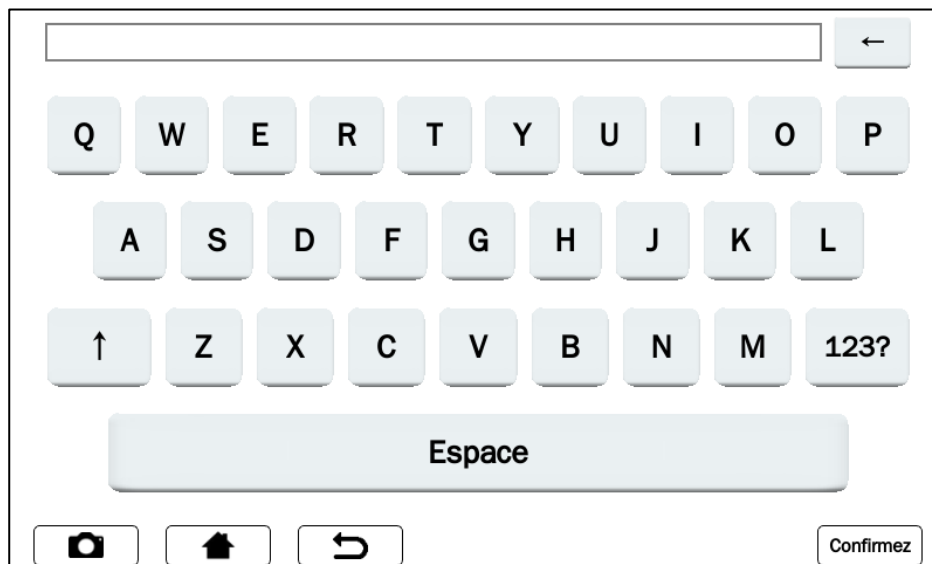 ←
Q W E R T Y U I O P
A S D F G H J K L
↑ Z X C V B N M 123?
Espace
Confirmez